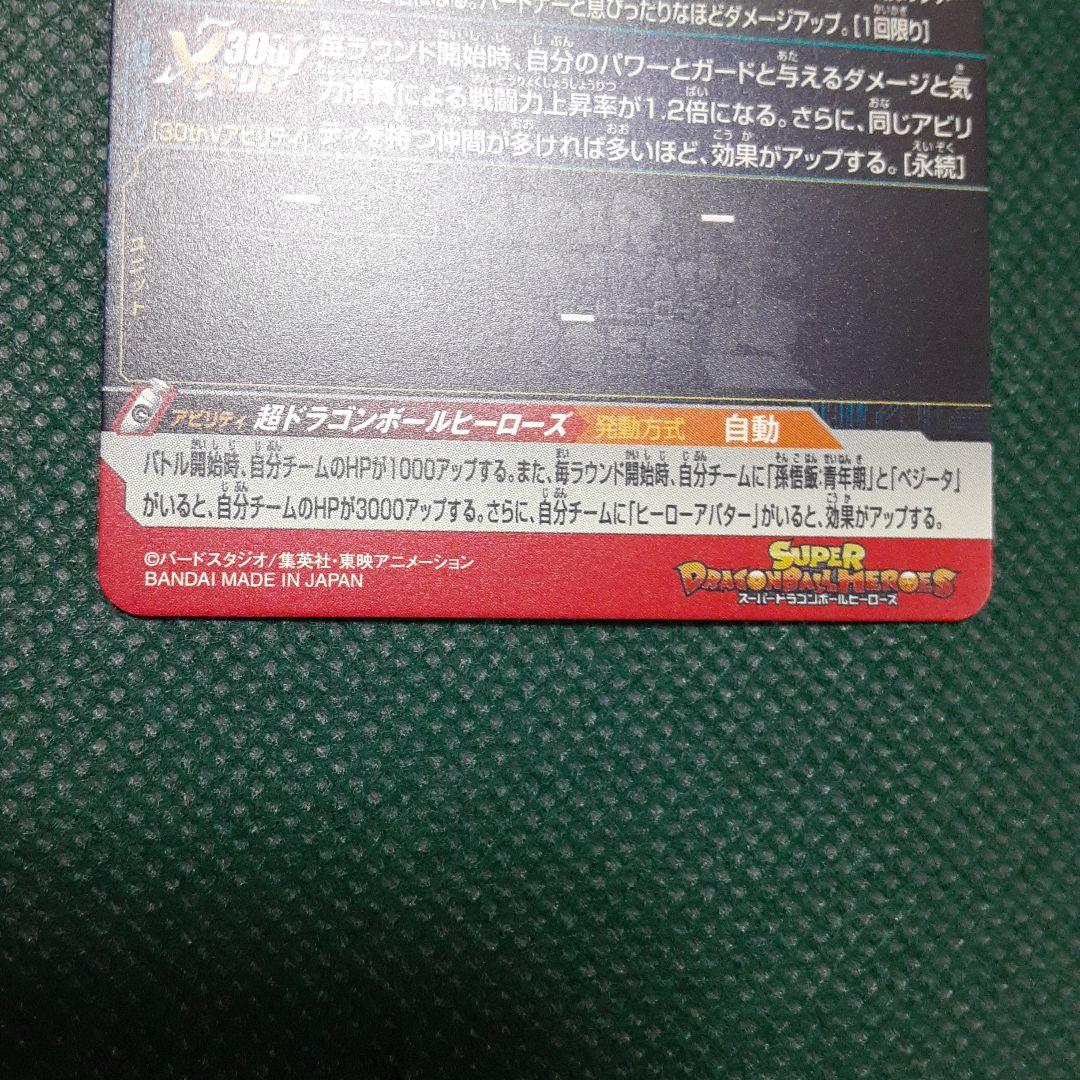 になる。パートナーと息ぴったりなほどダメージアップ。[1回限り]
30th アビリティ
毎ラウンド開始時、自分のパワーとガードと与えるダメージと気
力消費による戦闘力上昇率が1.2倍になる。さらに、同じアビリ
[30thVアビリティ] ティを持つ仲間が多ければ多いほど、効果がアップする。[永続]
ユニット
アビリティ 超ドラゴンボールヒーローズ 発動方式 自動
バトル開始時、自分チームのHPが1000アップする。また、毎ラウンド開始時、自分チームに「孫悟飯:青年期」と「ベジータ」
がいると、自分チームのHPが3000アップする。さらに、自分チームに「ヒーローアバター」がいると、効果がアップする。
©バードスタジオ/集英社・東映アニメーション
BANDAI MADE IN JAPAN
SUPER
DRAGONBALL HEROES
スーパードラゴンボールヒーローズ